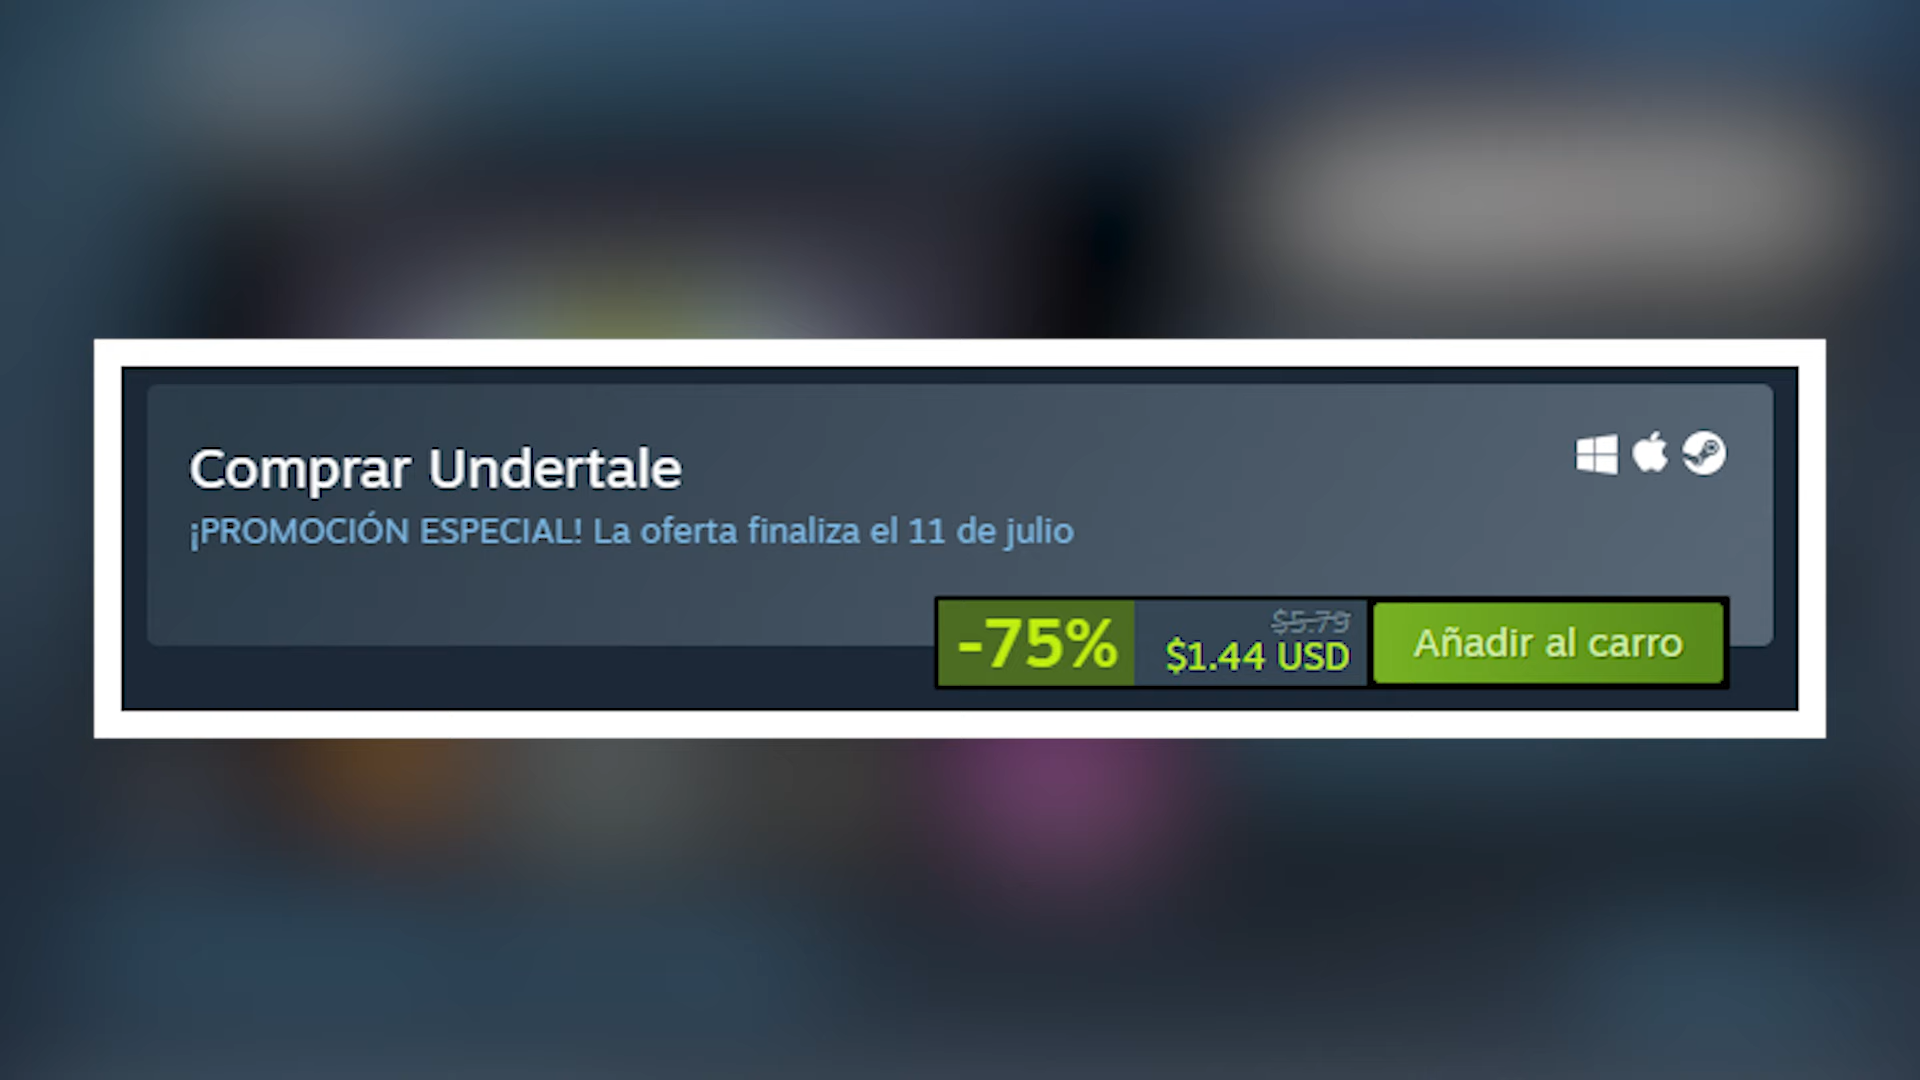 Comprar Undertale
¡PROMOCIÓN ESPECIAL! La oferta finaliza el 11 de julio
-75%
$5.79
$1.44 USD
Añadir al carro